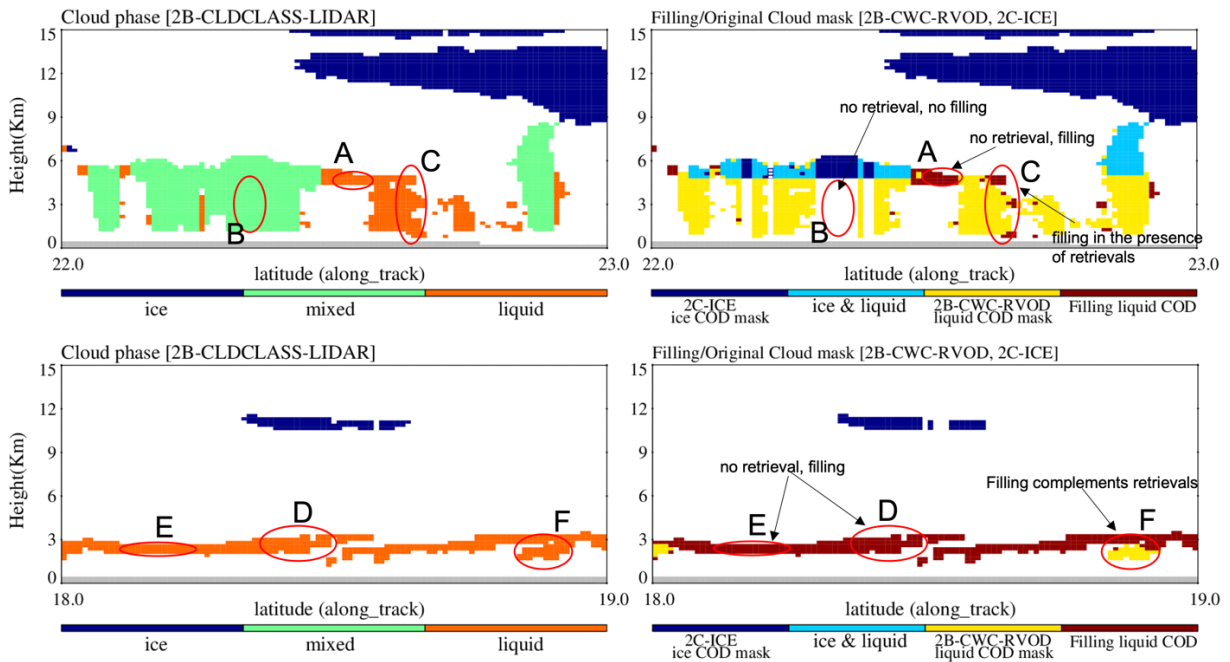 Cloud phase [2B-CLDCLASS-LIDAR]
15
12
9
6
3
0
Height(Km)
A
B
C
22.0
23.0
latitude (along_track)
ice
mixed
liquid
Filling/Original Cloud mask [2B-CWC-RVOD, 2C-ICE]
15
12
9
6
3
0
no retrieval, no filling
no retrieval, filling
A
B
C
filling in the presence
of retrievals
22.0
23.0
latitude (along_track)
2C-ICE
ice COD mask
ice & liquid
2B-CWC-RVOD
liquid COD mask
Filling liquid COD
Cloud phase [2B-CLDCLASS-LIDAR]
15
12
9
6
3
0
Height(Km)
E
D
F
18.0
19.0
latitude (along_track)
ice
mixed
liquid
Filling/Original Cloud mask [2B-CWC-RVOD, 2C-ICE]
15
12
9
6
3
0
no retrieval, filling
Filling complements retrievals
E
D
F
18.0
19.0
latitude (along_track)
2C-ICE
ice COD mask
ice & liquid
2B-CWC-RVOD
liquid COD mask
Filling liquid COD